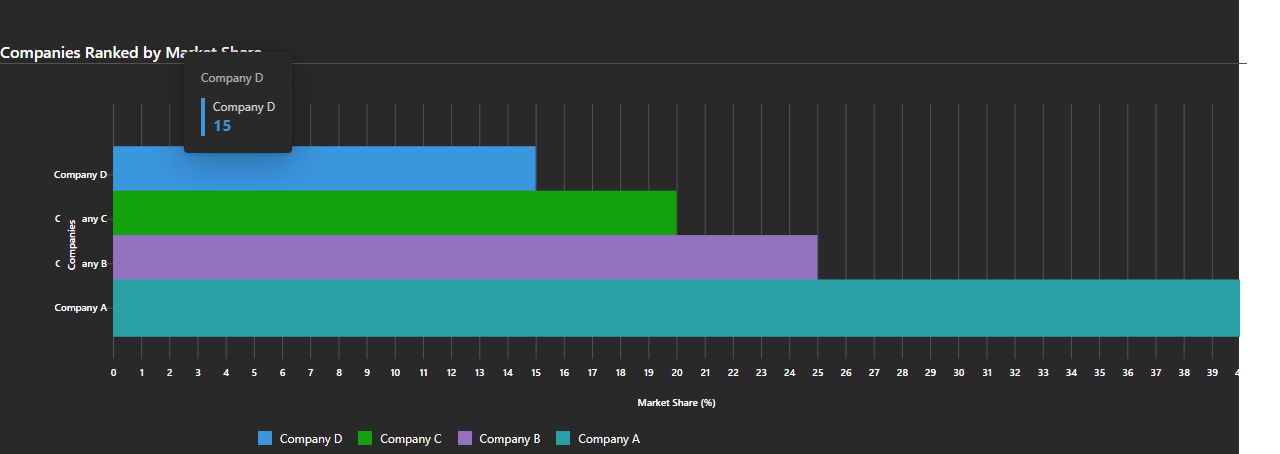 Companies Ranked by Market Share
Company D
Company D
15
Company D
C any C
Companies
C any B
Company A
0 1 2 3 4 5 6 7 8 9 10 11 12 13 14 15 16 17 18 19 20 21 22 23 24 25 26 27 28 29 30 31 32 33 34 35 36 37 38 39
Market Share (%)
Company D Company C Company B Company A